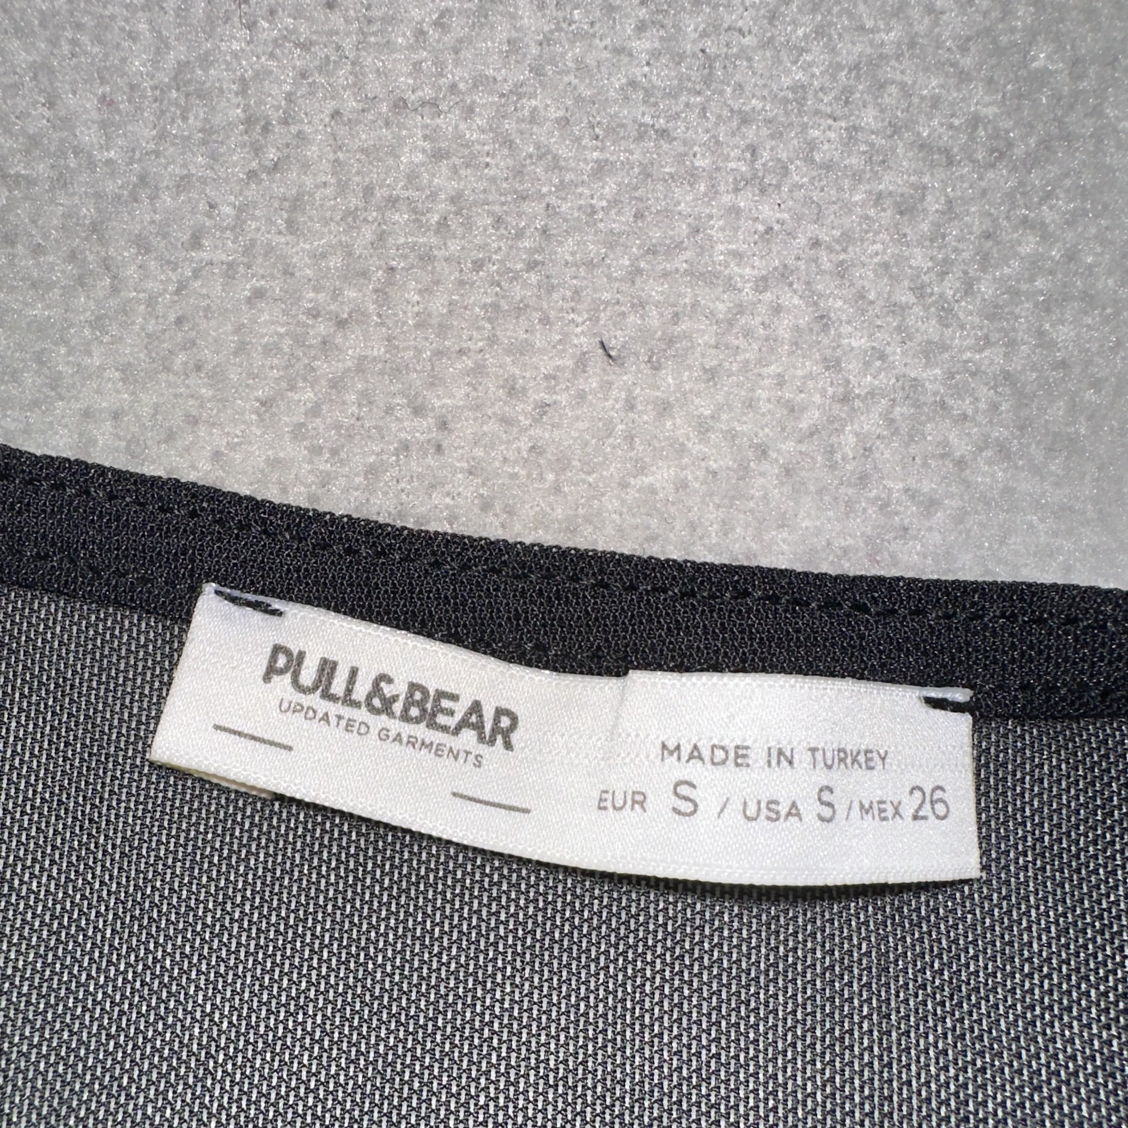 PULL&BEAR
UPDATED GARMENTS
MADE IN TURKEY
EUR S / USA S / MEX 26